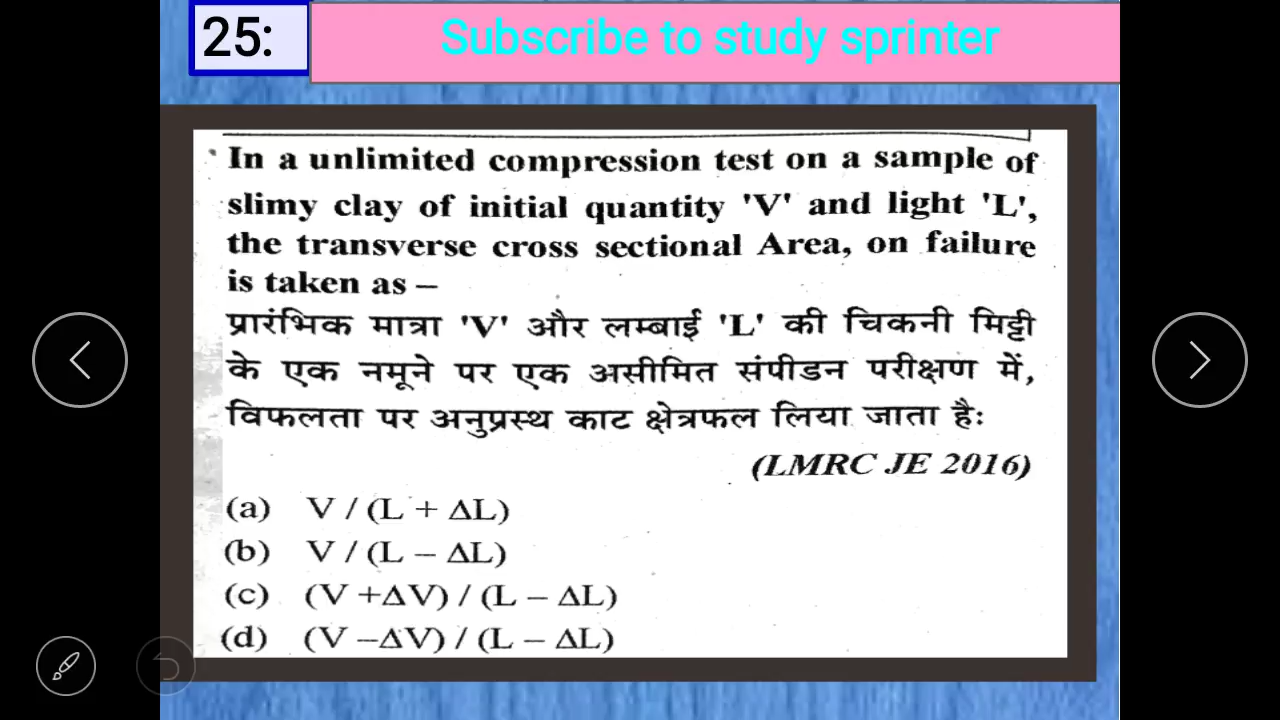 25:
Subscribe to study sprinter
In a unlimited compression test on a sample of
slimy clay of initial quantity 'V' and light 'L',
the transverse cross sectional Area, on failure
is taken as –
प्रारंभिक मात्रा 'V' और लम्बाई 'L' की चिकनी मिट्टी
के एक नमूने पर एक असीमित संपीडन परीक्षण में,
विफलता पर अनुप्रस्थ काट क्षेत्रफल लिया जाता हैः
(LMRC JE 2016)
(a) V / (L + ΔL)
(b) V / (L – ΔL)
(c) (V +ΔV) / (L – ΔL)
(d) (V –ΔV) / (L – ΔL)